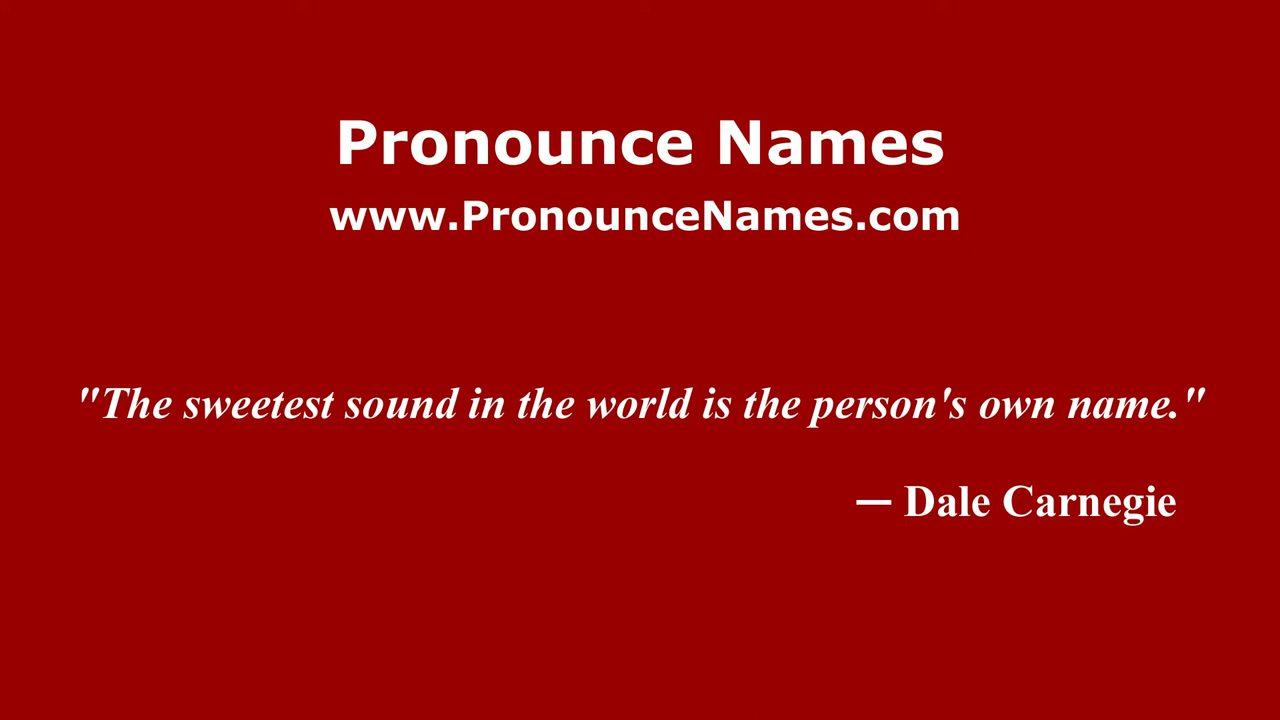 Pronounce Names
www.PronounceNames.com
"The sweetest sound in the world is the person's own name."
— Dale Carnegie